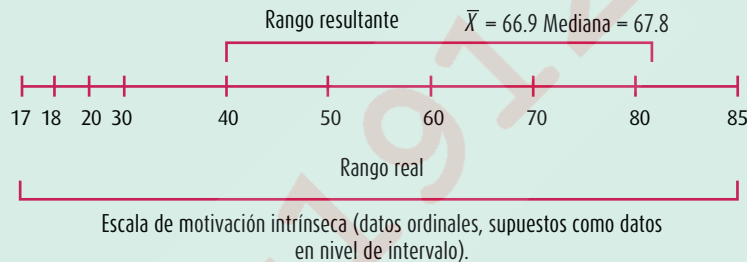 Rango resultante X̅ = 66.9 Mediana = 67.8
17 18 20 30 40 50 60 70 80 85
Rango real
Escala de motivación intrínseca (datos ordinales, supuestos como datos
en nivel de intervalo).